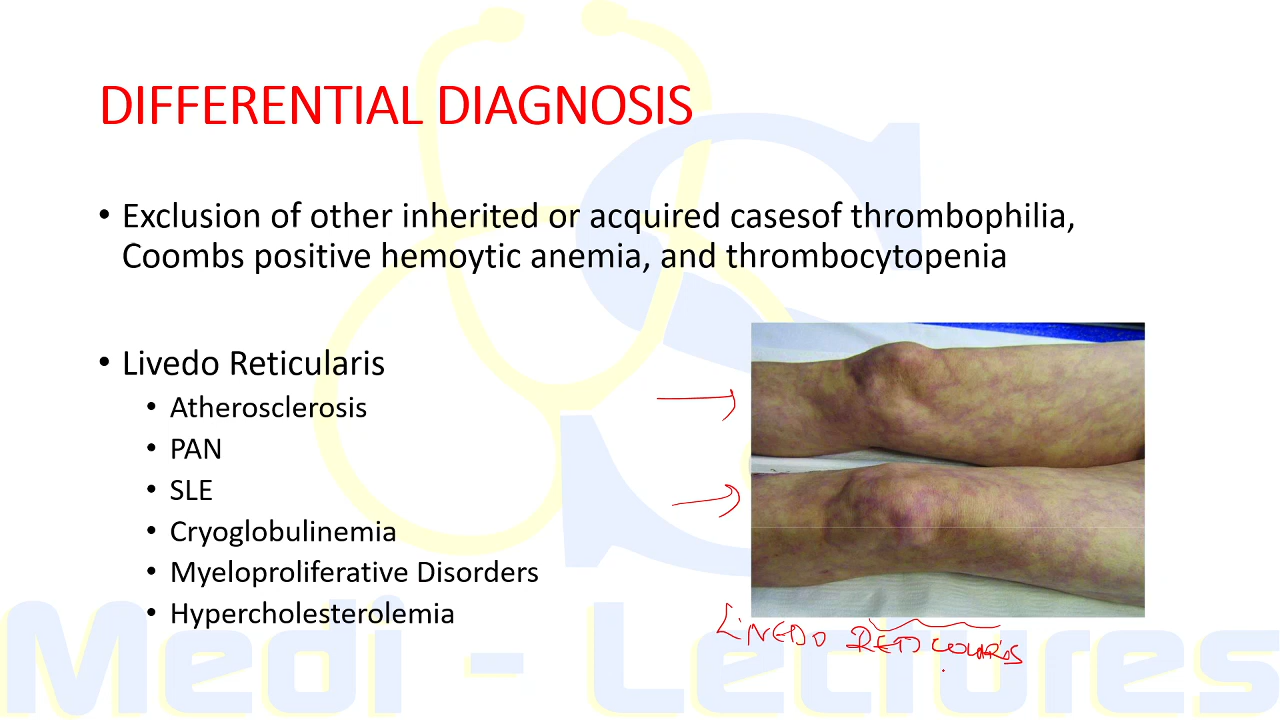 DIFFERENTIAL DIAGNOSIS
• Exclusion of other inherited or acquired casesof thrombophilia,
Coombs positive hemoytic anemia, and thrombocytopenia
• Livedo Reticularis
• Atherosclerosis
• PAN
• SLE
• Cryoglobulinemia
• Myeloproliferative Disorders
• Hypercholesterolemia
LIVEDO RETICULARIS
Medi - Lectures